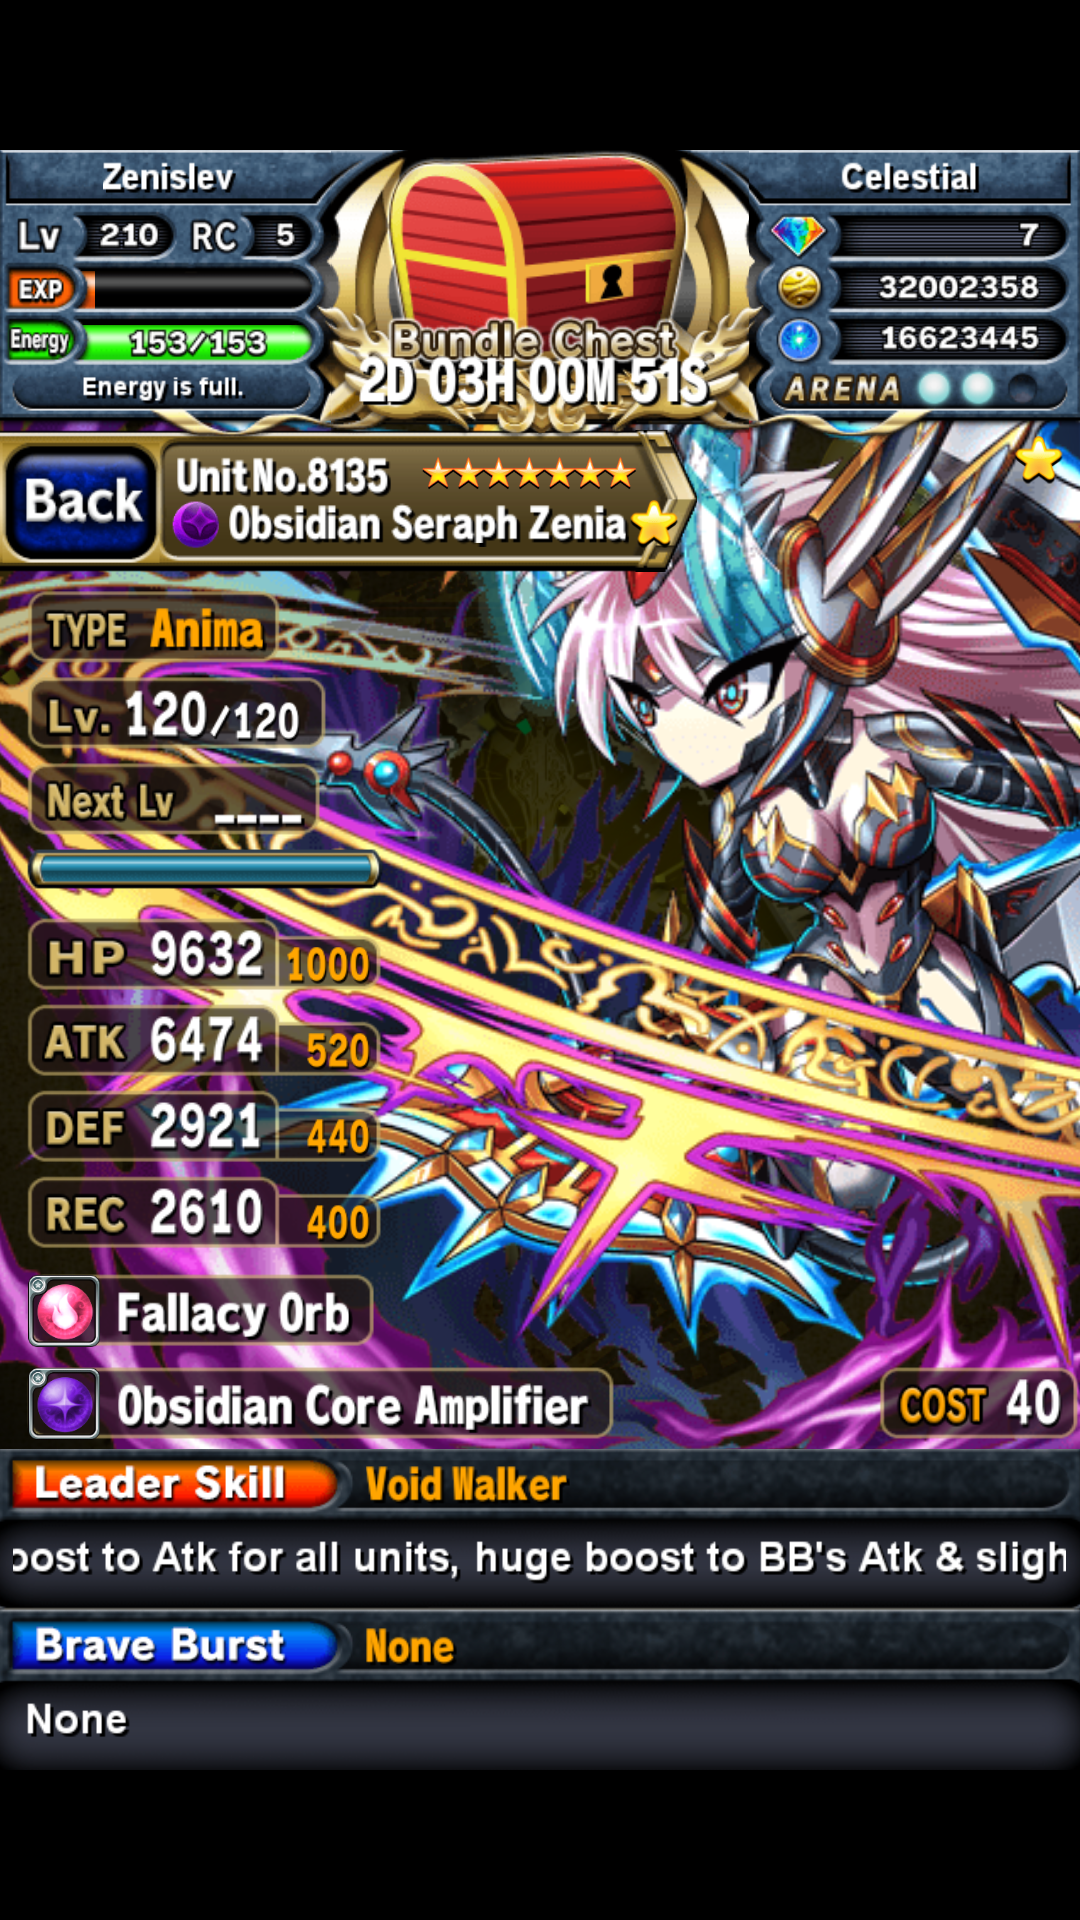 Zenislev
Celestial
Lv 210 RC 5
7
EXP
32002358
Energy 153/153
16623445
Energy is full.
ARENA
Bundle Chest
2D 03H 00M 51S
Back
Unit No.8135
Obsidian Seraph Zenia
TYPE Anima
Lv. 120/120
Next Lv ----
HP 9632 1000
ATK 6474 520
DEF 2921 440
REC 2610 400
Fallacy Orb
Obsidian Core Amplifier
COST 40
Leader Skill Void Walker
oost to Atk for all units, huge boost to BB's Atk & sligh
Brave Burst None
None